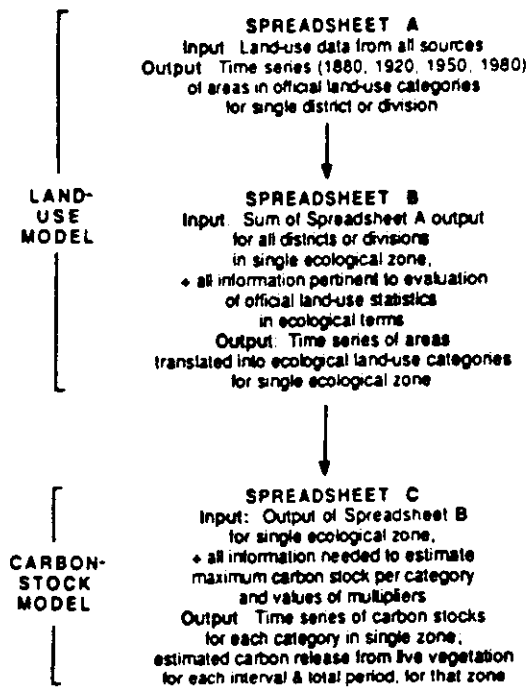 SPREADSHEET A
Input Land-use data from all sources
Output Time series (1880, 1920, 1950, 1980)
of areas in official land-use categories
for single district or division
LAND-
USE
MODEL
SPREADSHEET B
Input. Sum of Spreadsheet A output
for all districts or divisions
in single ecological zone,
+ all information pertinent to evaluation
of official land-use statistics
in ecological terms
Output: Time series of areas
translated into ecological land-use categories
for single ecological zone
CARBON-
STOCK
MODEL
SPREADSHEET C
Input: Output of Spreadsheet B
for single ecological zone,
+ all information needed to estimate
maximum carbon stock per category
and values of multipliers
Output Time series of carbon stocks
for each category in single zone;
estimated carbon release from live vegetation
for each interval & total period, for that zone